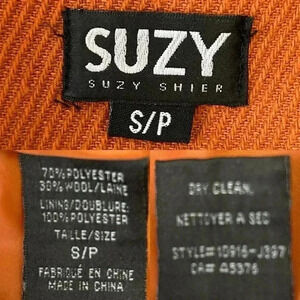 SUZY
SUZY SHIER
S/P
70% POLYESTER
30% WOOL/LAINE
LINING/DOUBLURE:
100% POLYESTER
TAILLE/SIZE
S/P
FABRIQUÉ EN CHINE
MADE IN CHINA
DRY CLEAN.
NETTOYER A SEC
STYLE#:10916-J397
CA# 45376